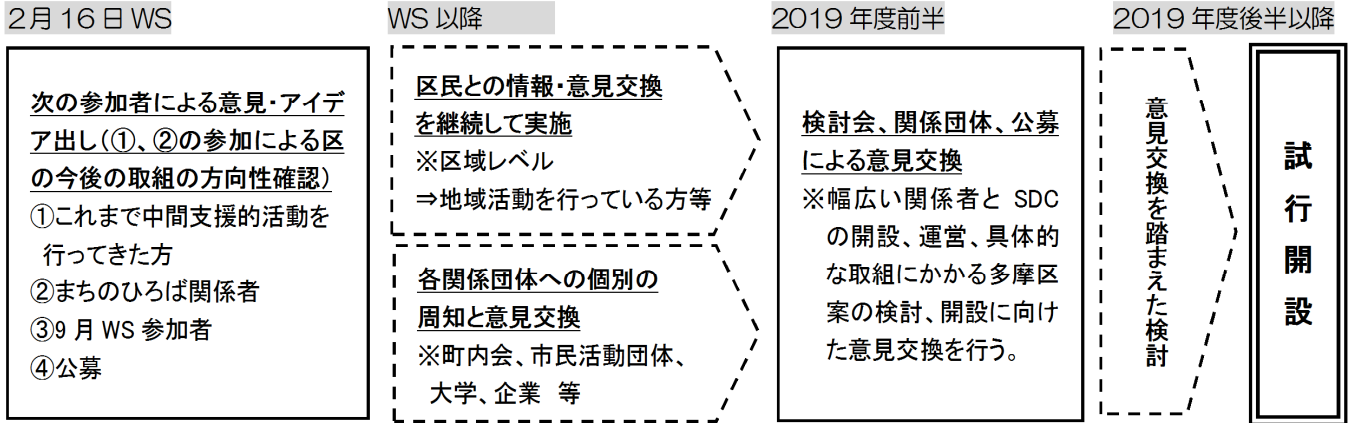 2月16日WS
次の参加者による意見・アイデ
ア出し(①、②の参加による区
の今後の取組の方向性確認)
①これまで中間支援的活動を
行ってきた方
②まちのひろば関係者
③9月WS参加者
④公募
WS以降
区民との情報・意見交換
を継続して実施
※区域レベル
⇒地域活動を行っている方等
各関係団体への個別の
周知と意見交換
※町内会、市民活動団体、
大学、企業 等
2019年度前半
検討会、関係団体、公募
による意見交換
※幅広い関係者と SDC
の開設、運営、具体的
な取組にかかる多摩区
案の検討、開設に向け
た意見交換を行う。
2019年度後半以降
意見交換を踏まえた検討
試行開設